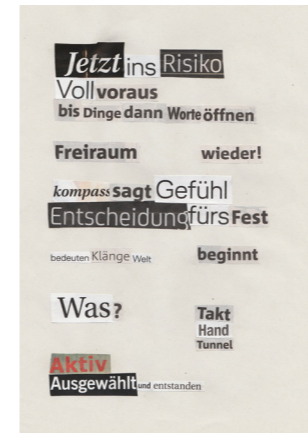 Jetzt ins Risiko
Voll voraus
bis Dinge dann Worte öffnen
Freiraum wieder!
kompass sagt Gefühl
Entscheidung fürs Fest
bedeuten Klänge Welt beginnt
Was? Takt
Hand
Tunnel
Aktiv
Ausgewählt und entstanden